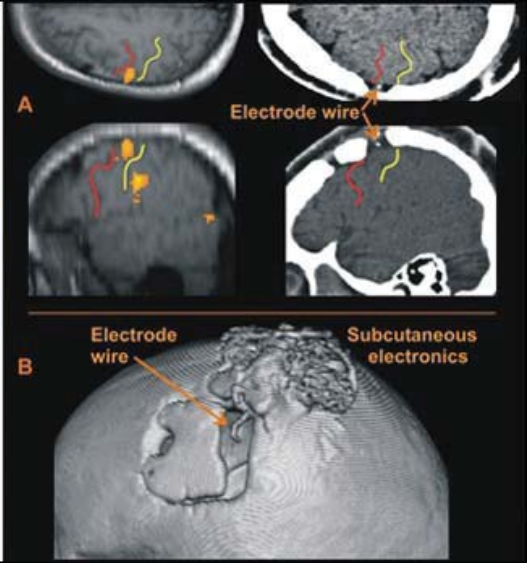 A
Electrode wire
B
Electrode
wire
Subcutaneous
electronics